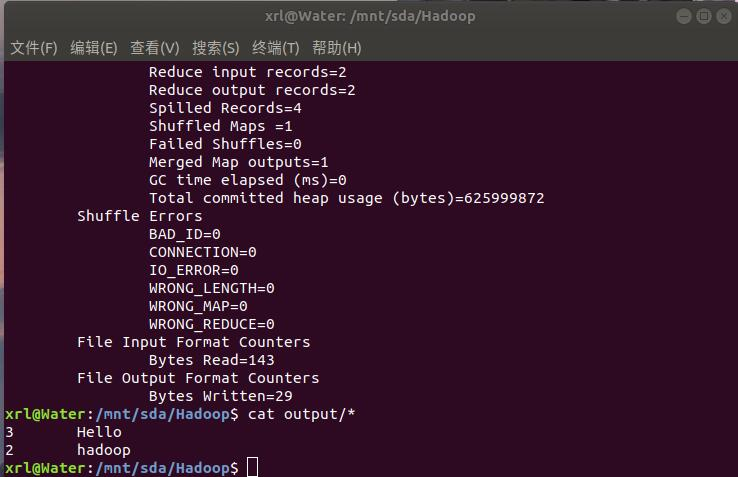 xrl@Water: /mnt/sda/Hadoop
文件(F) 编辑(E) 查看(V) 搜索(S) 终端(T) 帮助(H)
Reduce input records=2
Reduce output records=2
Spilled Records=4
Shuffled Maps =1
Failed Shuffles=0
Merged Map outputs=1
GC time elapsed (ms)=0
Total committed heap usage (bytes)=625999872
Shuffle Errors
BAD_ID=0
CONNECTION=0
IO_ERROR=0
WRONG_LENGTH=0
WRONG_MAP=0
WRONG_REDUCE=0
File Input Format Counters
Bytes Read=143
File Output Format Counters
Bytes Written=29
xrl@Water:/mnt/sda/Hadoop$ cat output/*
3 Hello
2 hadoop
xrl@Water:/mnt/sda/Hadoop$